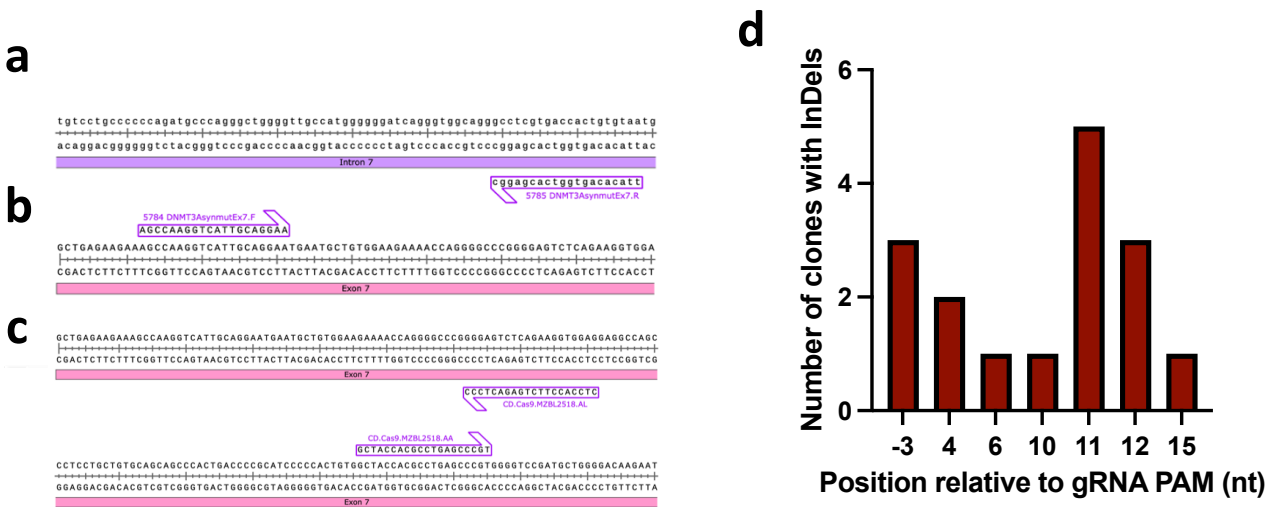 a
tgtcctgccccccagatgcccagggctggggttgccatggggggatcagggtggcagggcctcgtgaccactgtgtaatg
acaggacggggggtctacgggtcccgaccccaacggtacccccctagtcccaccgtcccggagcactggtgacacattac
Intron 7
cggagcactggtgacacatt
5785 DNMT3AsynmutEx7.R
b
5784 DNMT3AsynmutEx7.F
AGCCAAGGTCATTGCAGGAA
GCTGAGAAGAAAGCCAAGGTCATTGCAGGAATGAATGCTGTGGAAGAAAACCAGGGGCCCGGGGAGTCTCAGAAGGTGGA
CGACTCTTCTTTCGGTTCCAGTAACGTCCTTACTTACGACACCTTCTTTTGGTCCCCGGGCCCCTCAGAGTCTTCCACCT
Exon 7
c
GCTGAGAAGAAAGCCAAGGTCATTGCAGGAATGAATGCTGTGGAAGAAAACCAGGGGCCCGGGGAGTCTCAGAAGGTGGAGGAGGCCAGC
CGACTCTTCTTTCGGTTCCAGTAACGTCCTTACTTACGACACCTTCTTTTGGTCCCCGGGCCCCTCAGAGTCTTCCACCTCCTCCGGTCG
Exon 7
CCCTCAGAGTCTTCCACCTC
CD.Cas9.MZBL2518.AL
CD.Cas9.MZBL2518.AA
GCTACCACGCCTGAGCCCGT
CCTCCTGCTGTGCAGCAGCCCACTGACCCCGCATCCCCCACTGTGGCTACCACGCCTGAGCCCGTGGGGTCCGATGCTGGGGACAAGAAT
GGAGGACGACACGTCGTCGGGTGACTGGGGCGTAGGGGGTGACACCGATGGTGCGGACTCGGGCACCCCAGGCTACGACCCCTGTTCTTA
Exon 7
d
Number of clones with InDels
6
4
2
0
-3 4 6 10 11 12 15
Position relative to gRNA PAM (nt)